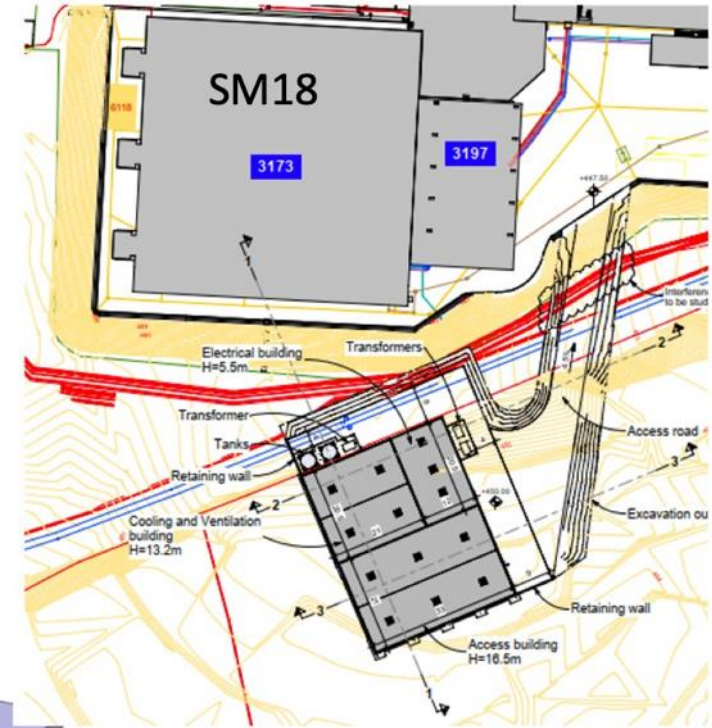 SM18
6118
3173
3197
+447.50
Interferenc
to be stud
Electrical building
H=5.5m
Transformers
2
Transformer
Tanks
Retaining wall
Access road
3
+450.00
2
Cooling and Ventilation
building
H=13.2m
Excavation ou
3
Retaining wall
Access building
H=16.5m
1
1